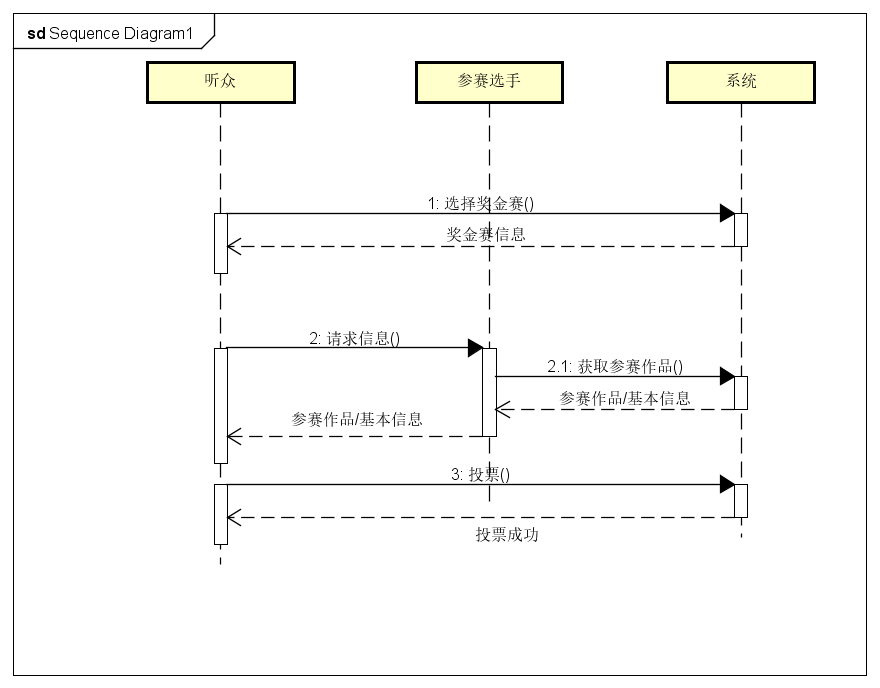 sd Sequence Diagram1
听众
参赛选手
系统
1: 选择奖金赛()
奖金赛信息
2: 请求信息()
2.1: 获取参赛作品()
参赛作品/基本信息
参赛作品/基本信息
3: 投票()
投票成功